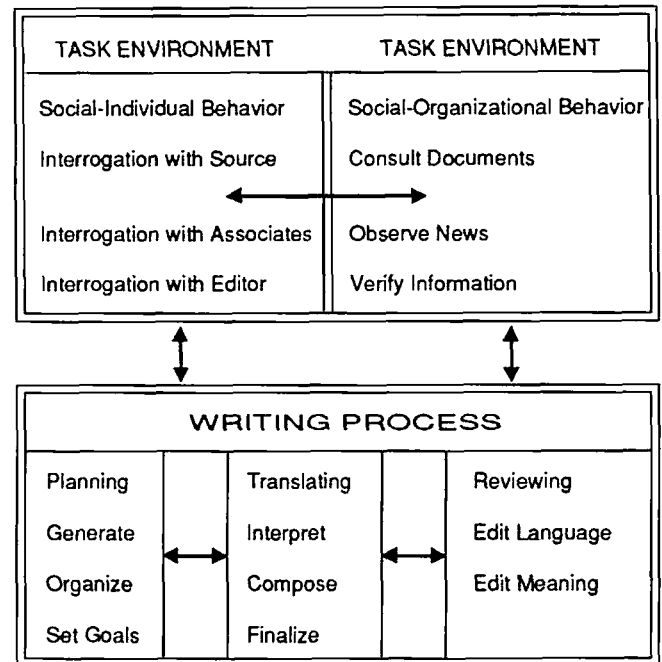 TASK ENVIRONMENT
Social-Individual Behavior
Interrogation with Source
Interrogation with Associates
Interrogation with Editor
TASK ENVIRONMENT
Social-Organizational Behavior
Consult Documents
Observe News
Verify Information
WRITING PROCESS
Planning
Generate
Organize
Set Goals
Translating
Interpret
Compose
Finalize
Reviewing
Edit Language
Edit Meaning